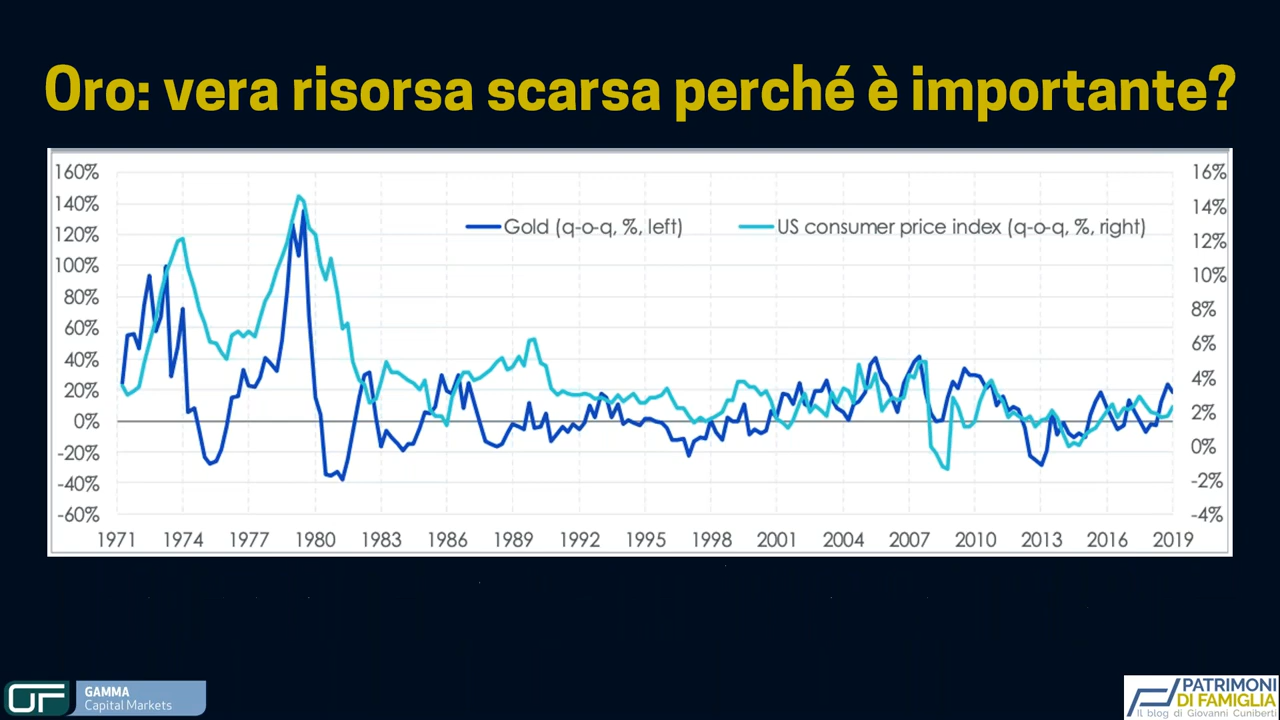 Oro: vera risorsa scarsa perché è importante?
160%
140%
120%
100%
80%
60%
40%
20%
0%
-20%
-40%
-60%
Gold (q-o-q, %, left)
US consumer price index (q-o-q, %, right)
16%
14%
12%
10%
8%
6%
4%
2%
0%
-2%
-4%
1971 1974 1977 1980 1983 1986 1989 1992 1995 1998 2001 2004 2007 2010 2013 2016 2019
GAMMA
Capital Markets
PATRIMONI
DI FAMIGLIA
Il blog di Giovanni Cuniberti